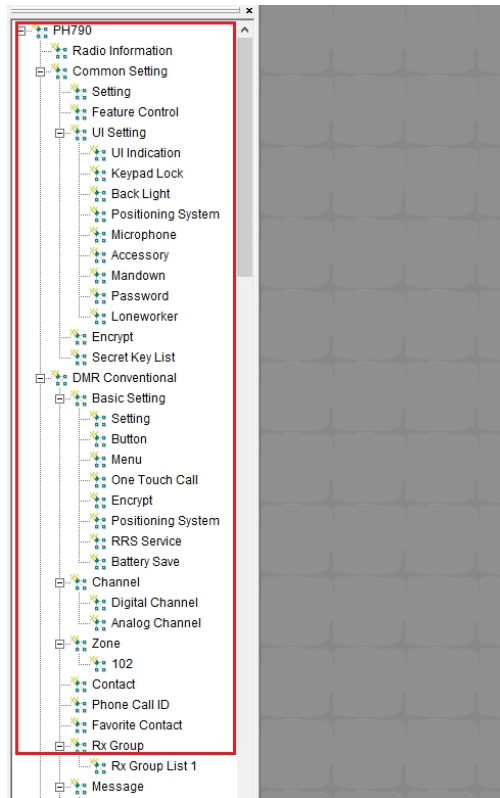 PH790
Radio Information
Common Setting
Setting
Feature Control
UI Setting
UI Indication
Keypad Lock
Back Light
Positioning System
Microphone
Accessory
Mandown
Password
Loneworker
Encrypt
Secret Key List
DMR Conventional
Basic Setting
Setting
Button
Menu
One Touch Call
Encrypt
Positioning System
RRS Service
Battery Save
Channel
Digital Channel
Analog Channel
Zone
102
Contact
Phone Call ID
Favorite Contact
Rx Group
Rx Group List 1
Message